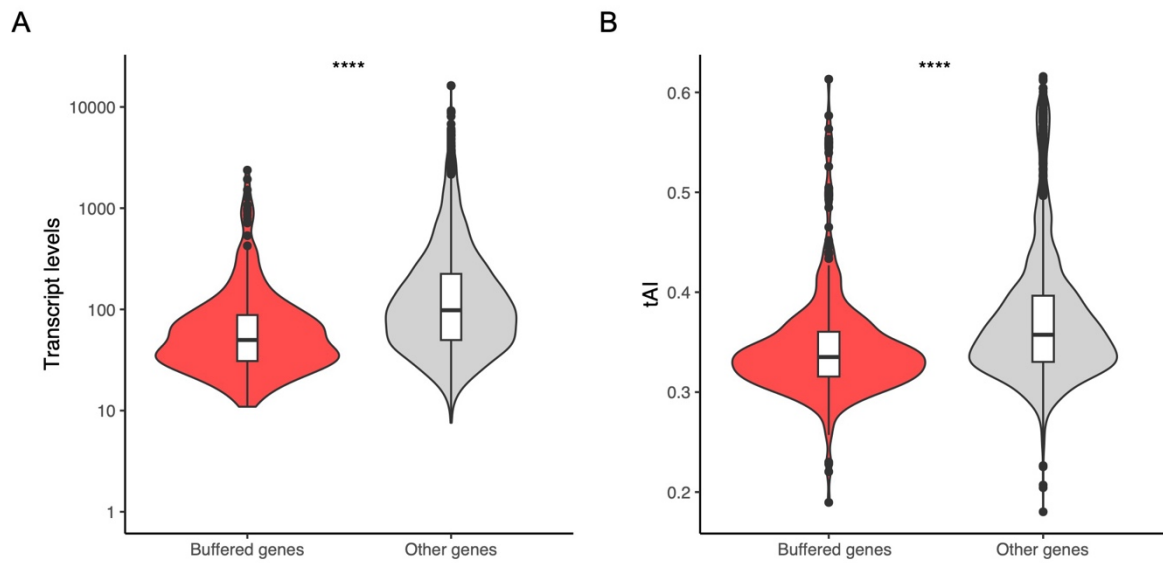 A
Transcript levels
10000
1000
100
10
1
****
Buffered genes
Other genes
B
tAI
0.6
0.5
0.4
0.3
0.2
****
Buffered genes
Other genes